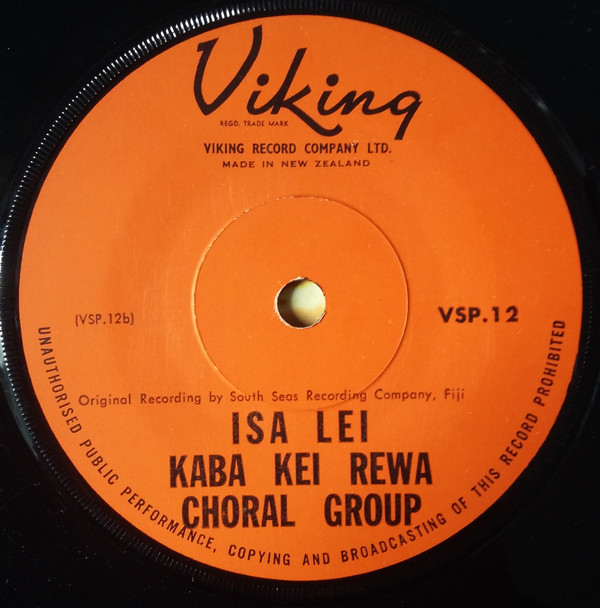 Viking
REGD. TRADE MARK
VIKING RECORD COMPANY LTD.
MADE IN NEW ZEALAND
(VSP.12b)
VSP.12
Original Recording by South Seas Recording Company, Fiji
ISA LEI
KABA KEI REWA
CHORAL GROUP
UNAUTHORISED PUBLIC PERFORMANCE, COPYING AND BROADCASTING OF THIS RECORD PROHIBITED